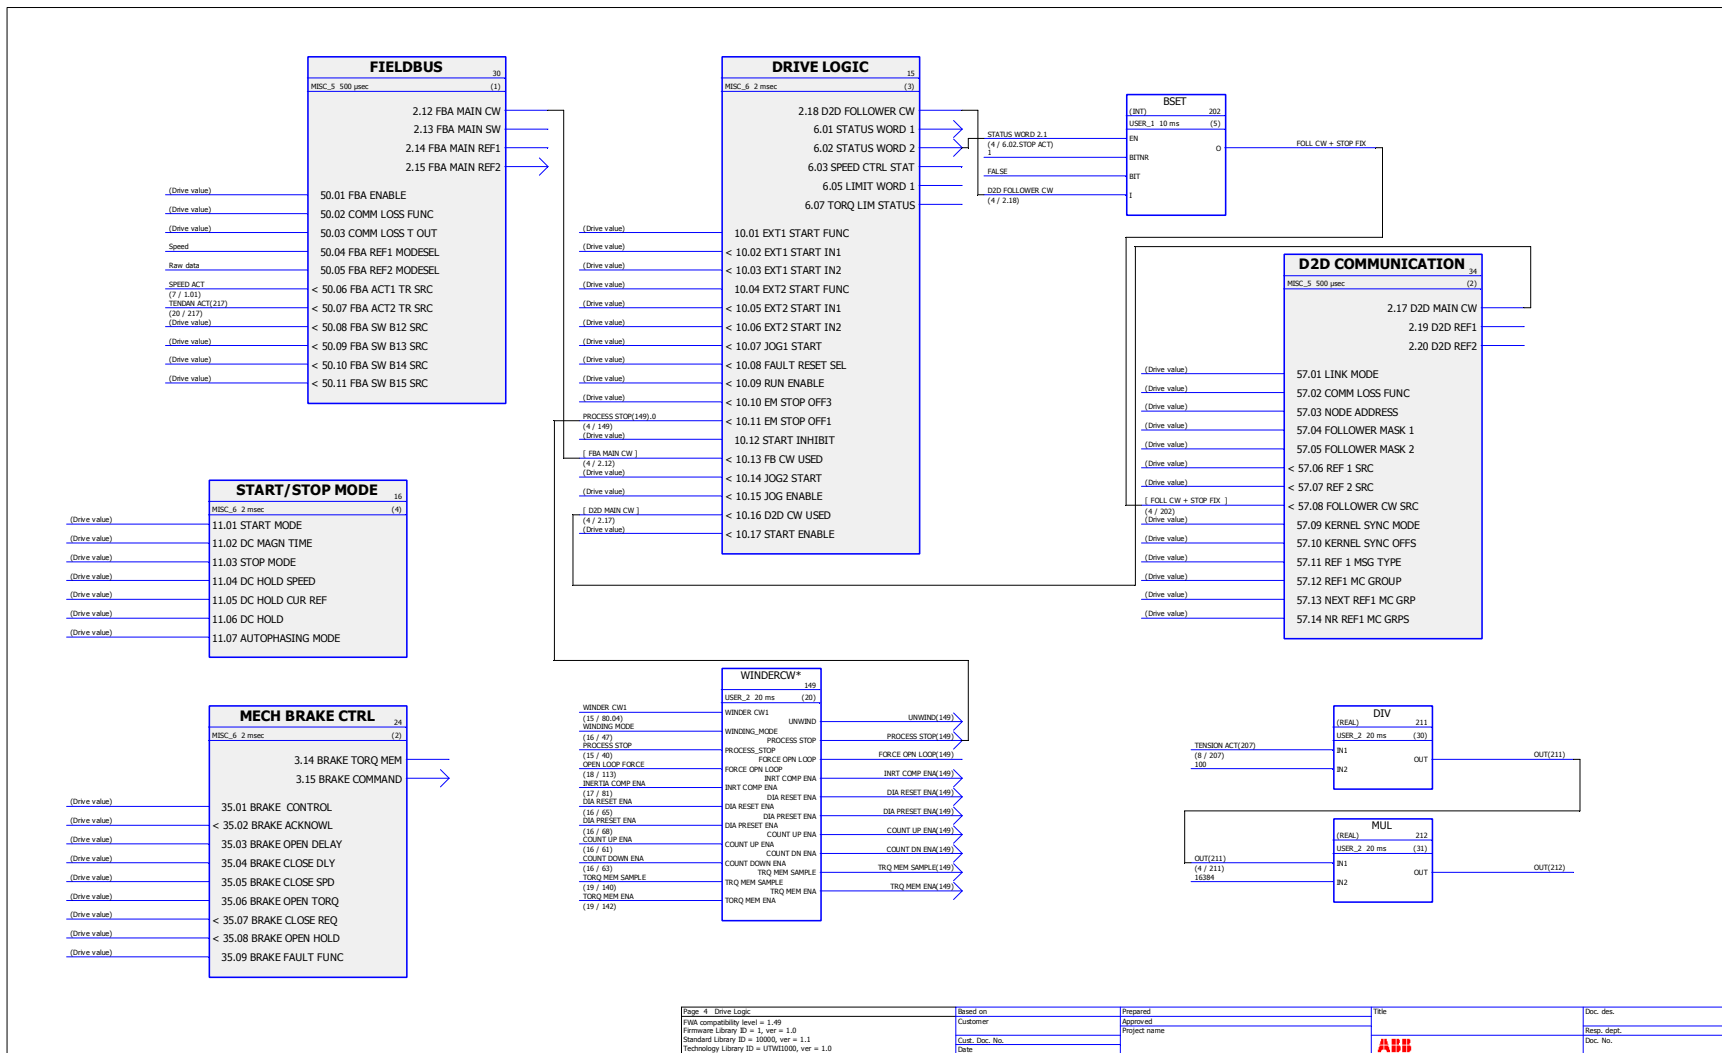 FIELDBUS
30
MISC_5 500 µsec (1)
2.12 FBA MAIN CW
2.13 FBA MAIN SW
2.14 FBA MAIN REF1
2.15 FBA MAIN REF2
(Drive value) 50.01 FBA ENABLE
(Drive value) 50.02 COMM LOSS FUNC
(Drive value) 50.03 COMM LOSS T OUT
Speed 50.04 FBA REF1 MODESEL
Raw data 50.05 FBA REF2 MODESEL
SPEED ACT < 50.06 FBA ACT1 TR SRC
(7 / 1.01)
TENDAN ACT(217) < 50.07 FBA ACT2 TR SRC
(20 / 217)
(Drive value) < 50.08 FBA SW B12 SRC
(Drive value) < 50.09 FBA SW B13 SRC
(Drive value) < 50.10 FBA SW B14 SRC
(Drive value) < 50.11 FBA SW B15 SRC
DRIVE LOGIC
15
MISC_6 2 msec (3)
2.18 D2D FOLLOWER CW
6.01 STATUS WORD 1
6.02 STATUS WORD 2
6.03 SPEED CTRL STAT
6.05 LIMIT WORD 1
6.07 TORQ LIM STATUS
(Drive value) 10.01 EXT1 START FUNC
(Drive value) < 10.02 EXT1 START IN1
(Drive value) < 10.03 EXT1 START IN2
(Drive value) 10.04 EXT2 START FUNC
(Drive value) < 10.05 EXT2 START IN1
(Drive value) < 10.06 EXT2 START IN2
(Drive value) < 10.07 JOG1 START
(Drive value) < 10.08 FAULT RESET SEL
(Drive value) < 10.09 RUN ENABLE
(Drive value) < 10.10 EM STOP OFF3
PROCESS STOP(149).0 < 10.11 EM STOP OFF1
(4 / 149)
(Drive value) 10.12 START INHIBIT
[ FBA MAIN CW ] < 10.13 FB CW USED
(4 / 2.12)
(Drive value) < 10.14 JOG2 START
(Drive value) < 10.15 JOG ENABLE
[ D2D MAIN CW ] < 10.16 D2D CW USED
(4 / 2.17)
(Drive value) < 10.17 START ENABLE
BSET
(INT) 202
USER_1 10 ms (5)
STATUS WORD 2.1 EN
(4 / 6.02.STOP ACT)
1 BITNR
FALSE BIT
D2D FOLLOWER CW I
(4 / 2.18)
O FOLL CW + STOP FIX
D2D COMMUNICATION
34
MISC_5 500 µsec (2)
2.17 D2D MAIN CW
2.19 D2D REF1
2.20 D2D REF2
(Drive value) 57.01 LINK MODE
(Drive value) 57.02 COMM LOSS FUNC
(Drive value) 57.03 NODE ADDRESS
(Drive value) 57.04 FOLLOWER MASK 1
(Drive value) 57.05 FOLLOWER MASK 2
(Drive value) < 57.06 REF 1 SRC
(Drive value) < 57.07 REF 2 SRC
[ FOLL CW + STOP FIX ] < 57.08 FOLLOWER CW SRC
(4 / 202)
(Drive value) 57.09 KERNEL SYNC MODE
(Drive value) 57.10 KERNEL SYNC OFFS
(Drive value) 57.11 REF 1 MSG TYPE
(Drive value) 57.12 REF1 MC GROUP
(Drive value) 57.13 NEXT REF1 MC GRP
(Drive value) 57.14 NR REF1 MC GRPS
START/STOP MODE
16
MISC_6 2 msec (4)
(Drive value) 11.01 START MODE
(Drive value) 11.02 DC MAGN TIME
(Drive value) 11.03 STOP MODE
(Drive value) 11.04 DC HOLD SPEED
(Drive value) 11.05 DC HOLD CUR REF
(Drive value) 11.06 DC HOLD
(Drive value) 11.07 AUTOPHASING MODE
MECH BRAKE CTRL
24
MISC_6 2 msec (2)
3.14 BRAKE TORQ MEM
3.15 BRAKE COMMAND
(Drive value) 35.01 BRAKE CONTROL
(Drive value) < 35.02 BRAKE ACKNOWL
(Drive value) 35.03 BRAKE OPEN DELAY
(Drive value) 35.04 BRAKE CLOSE DLY
(Drive value) 35.05 BRAKE CLOSE SPD
(Drive value) 35.06 BRAKE OPEN TORQ
(Drive value) < 35.07 BRAKE CLOSE REQ
(Drive value) < 35.08 BRAKE OPEN HOLD
(Drive value) 35.09 BRAKE FAULT FUNC
WINDERCW*
149
USER_2 20 ms (20)
WINDER CW1 WINDER CW1
(15 / 80.04) UNWIND UNWIND(149)
WINDING MODE WINDING_MODE
(16 / 47) PROCESS STOP PROCESS STOP(149)
PROCESS STOP PROCESS_STOP
(15 / 40) FORCE OPN LOOP FORCE OPN LOOP(149)
OPEN LOOP FORCE FORCE OPN LOOP
(18 / 113) INRT COMP ENA INRT COMP ENA(149)
INERTIA COMP ENA INRT COMP ENA
(17 / 81) DIA RESET ENA DIA RESET ENA(149)
DIA RESET ENA DIA RESET ENA
(16 / 65) DIA PRESET ENA DIA PRESET ENA(149)
DIA PRESET ENA DIA PRESET ENA
(16 / 68) COUNT UP ENA COUNT UP ENA(149)
COUNT UP ENA COUNT UP ENA
(16 / 61) COUNT DN ENA COUNT DN ENA(149)
COUNT DOWN ENA COUNT DOWN ENA
(16 / 63) TRQ MEM SAMPLE TRQ MEM SAMPLE(149)
TORQ MEM SAMPLE TRQ MEM SAMPLE
(19 / 140) TRQ MEM ENA TRQ MEM ENA(149)
TORQ MEM ENA TORQ MEM ENA
(19 / 142)
DIV
(REAL) 211
USER_2 20 ms (30)
TENSION ACT(207) IN1
(8 / 207) OUT OUT(211)
100 IN2
MUL
(REAL) 212
USER_2 20 ms (31)
OUT(211) IN1
(4 / 211) OUT OUT(212)
16384 IN2
Page 4 Drive Logic
FWA compatibility level = 1.49
Firmware Library ID = 1, ver = 1.0
Standard Library ID = 10000, ver = 1.1
Technology Library ID = UTWI1000, ver = 1.0
Based on
Customer
Cust. Doc. No.
Date
Prepared
Approved
Project name
Title
ABB
Doc. des.
Resp. dept.
Doc. No.